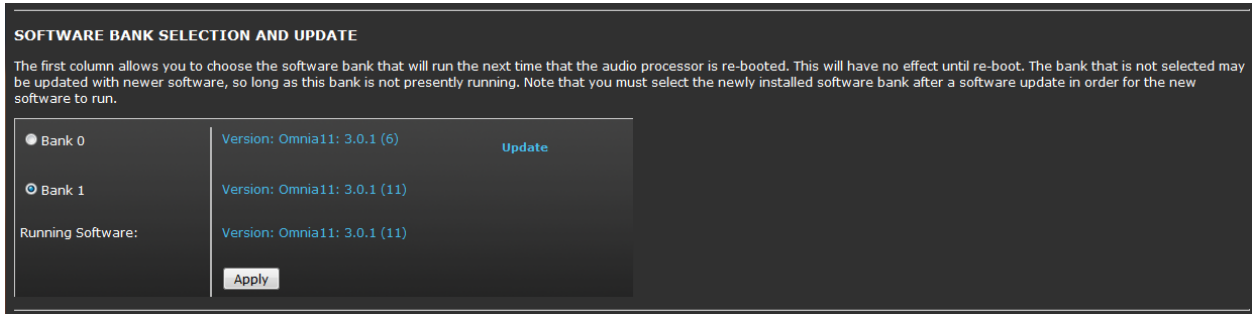 SOFTWARE BANK SELECTION AND UPDATE
The first column allows you to choose the software bank that will run the next time that the audio processor is re-booted. This will have no effect until re-boot. The bank that is not selected may
be updated with newer software, so long as this bank is not presently running. Note that you must select the newly installed software bank after a software update in order for the new
software to run.
Bank 0 Version: Omnia11: 3.0.1 (6) Update
Bank 1 Version: Omnia11: 3.0.1 (11)
Running Software: Version: Omnia11: 3.0.1 (11)
Apply